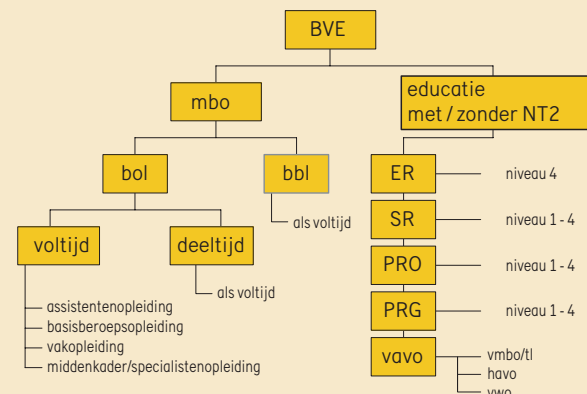 BVE
mbo
educatie
met / zonder NT2
bol
bbl
ER
niveau 4
als voltijd
SR
niveau 1 - 4
voltijd
deeltijd
PRO
niveau 1 - 4
als voltijd
assistentenopleiding
basisberoepsopleiding
vakopleiding
middenkader/specialistenopleiding
PRG
niveau 1 - 4
vavo
vmbo/tl
havo
vwo